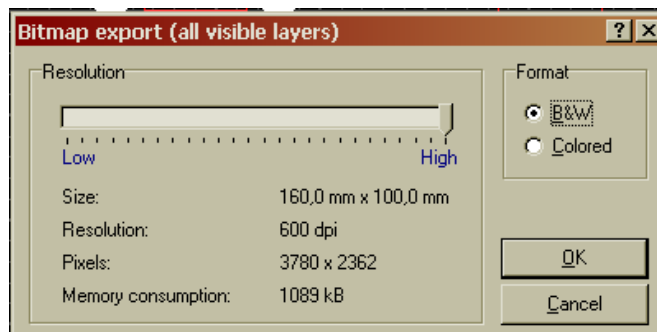 Bitmap export (all visible layers)
Resolution
Low High
Size: 160,0 mm x 100,0 mm
Resolution: 600 dpi
Pixels: 3780 x 2362
Memory consumption: 1089 kB
Format
B&W
Colored
OK
Cancel